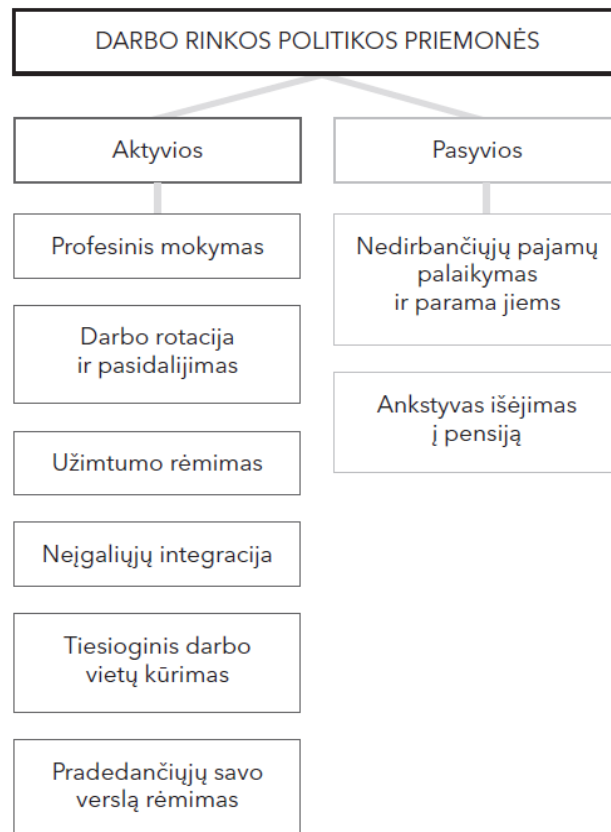 DARBO RINKOS POLITIKOS PRIEMONĖS
Aktyvios
Profesinis mokymas
Darbo rotacija
ir pasidalijimas
Užimtumo rėmimas
Neįgaliųjų integracija
Tiesioginis darbo
vietų kūrimas
Pradedančiųjų savo
verslą rėmimas
Pasyvios
Nedirbančiųjų pajamų
palaikymas
ir parama jiems
Ankstyvas išėjimas
į pensiją